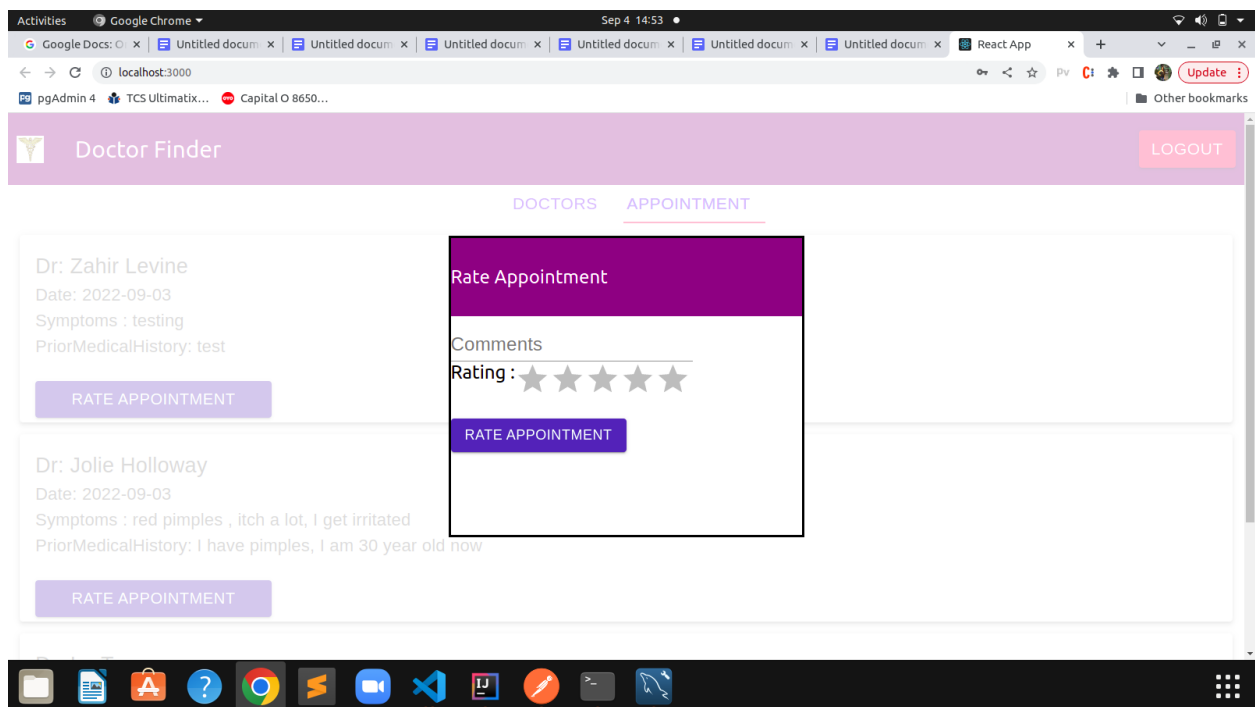 Activities Google Chrome Sep 4 14:53
Google Docs: O Untitled docum Untitled docum Untitled docum Untitled docum Untitled docum Untitled docum React App
localhost:3000 Pv Update
pgAdmin 4 TCS Ultimatix... Capital O 8650... Other bookmarks
Doctor Finder LOGOUT
DOCTORS APPOINTMENT
Dr: Zahir Levine
Date: 2022-09-03
Symptoms : testing
PriorMedicalHistory: test
RATE APPOINTMENT
Rate Appointment
Comments
Rating :
RATE APPOINTMENT
Dr: Jolie Holloway
Date: 2022-09-03
Symptoms : red pimples , itch a lot, I get irritated
PriorMedicalHistory: I have pimples, I am 30 year old now
RATE APPOINTMENT